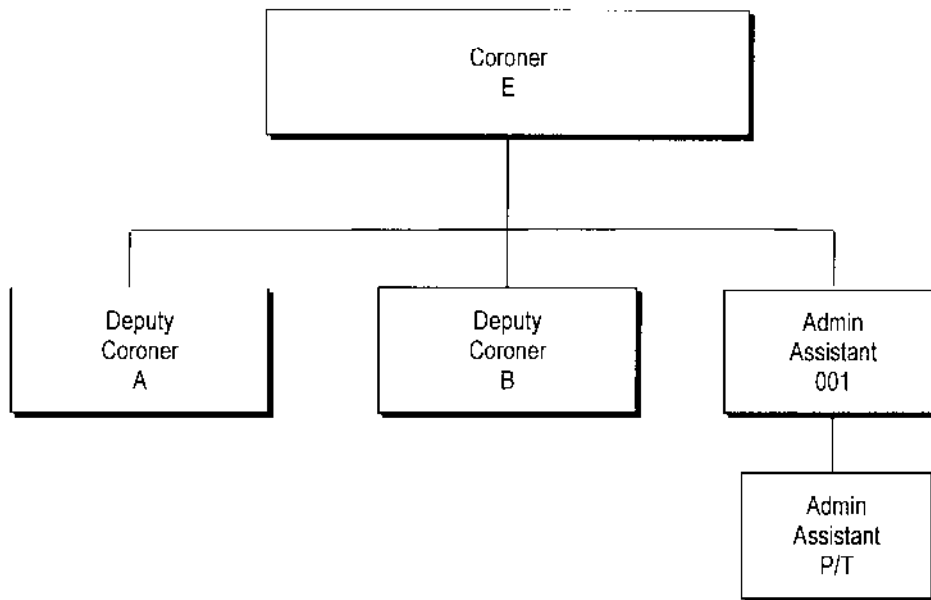 Coroner
E
Deputy
Coroner
A
Deputy
Coroner
B
Admin
Assistant
001
Admin
Assistant
P/T